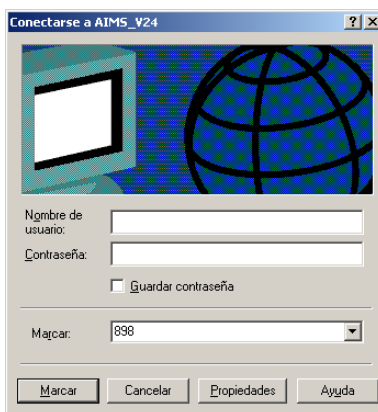 Conectarse a AIMS_V24
Nombre de
usuario:
Contraseña:
Guardar contraseña
Marcar:
898
Marcar
Cancelar
Propiedades
Ayuda